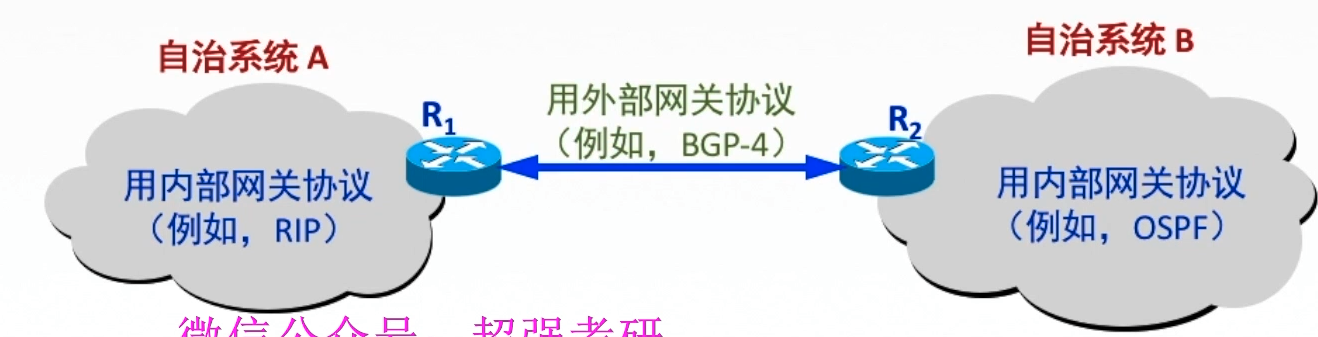 自治系统 A
自治系统 B
R1
用外部网关协议
（例如，BGP-4）
R2
用内部网关协议
（例如，RIP）
用内部网关协议
（例如，OSPF）
微信公众号 超强考研